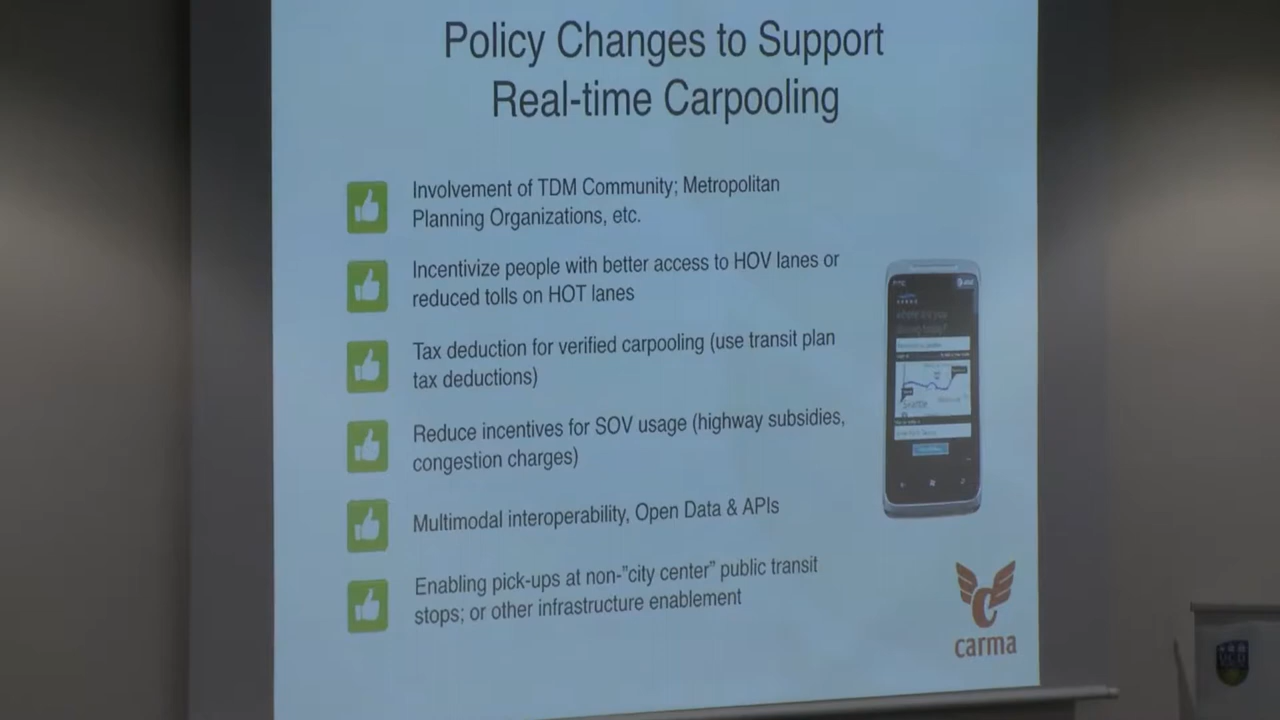 Policy Changes to Support
Real-time Carpooling
Involvement of TDM Community; Metropolitan
Planning Organizations, etc.
Incentivize people with better access to HOV lanes or
reduced tolls on HOT lanes
Tax deduction for verified carpooling (use transit plan
tax deductions)
Reduce incentives for SOV usage (highway subsidies,
congestion charges)
Multimodal interoperability, Open Data & APIs
Enabling pick-ups at non-"city center" public transit
stops; or other infrastructure enablement
carma
UCD